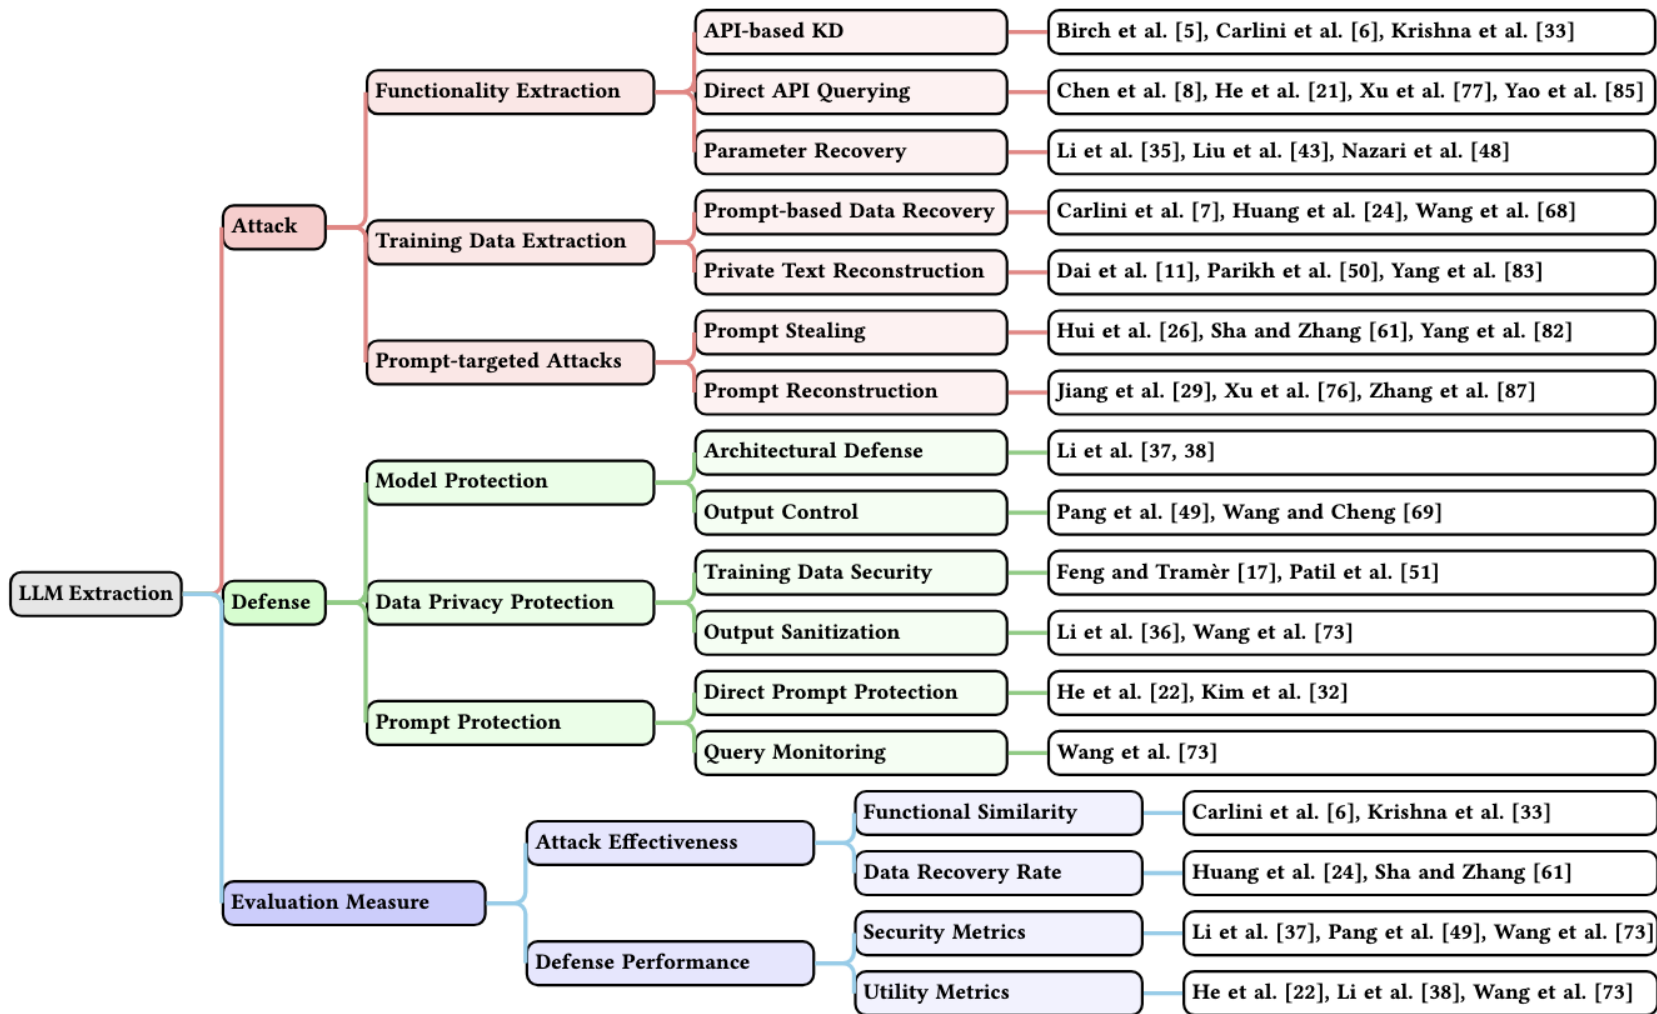 LLM Extraction
Attack
Functionality Extraction
API-based KD
Birch et al. [5], Carlini et al. [6], Krishna et al. [33]
Direct API Querying
Chen et al. [8], He et al. [21], Xu et al. [77], Yao et al. [85]
Parameter Recovery
Li et al. [35], Liu et al. [43], Nazari et al. [48]
Training Data Extraction
Prompt-based Data Recovery
Carlini et al. [7], Huang et al. [24], Wang et al. [68]
Private Text Reconstruction
Dai et al. [11], Parikh et al. [50], Yang et al. [83]
Prompt-targeted Attacks
Prompt Stealing
Hui et al. [26], Sha and Zhang [61], Yang et al. [82]
Prompt Reconstruction
Jiang et al. [29], Xu et al. [76], Zhang et al. [87]
Defense
Model Protection
Architectural Defense
Li et al. [37, 38]
Output Control
Pang et al. [49], Wang and Cheng [69]
Data Privacy Protection
Training Data Security
Feng and Tramèr [17], Patil et al. [51]
Output Sanitization
Li et al. [36], Wang et al. [73]
Prompt Protection
Direct Prompt Protection
He et al. [22], Kim et al. [32]
Query Monitoring
Wang et al. [73]
Evaluation Measure
Attack Effectiveness
Functional Similarity
Carlini et al. [6], Krishna et al. [33]
Data Recovery Rate
Huang et al. [24], Sha and Zhang [61]
Defense Performance
Security Metrics
Li et al. [37], Pang et al. [49], Wang et al. [73]
Utility Metrics
He et al. [22], Li et al. [38], Wang et al. [73]